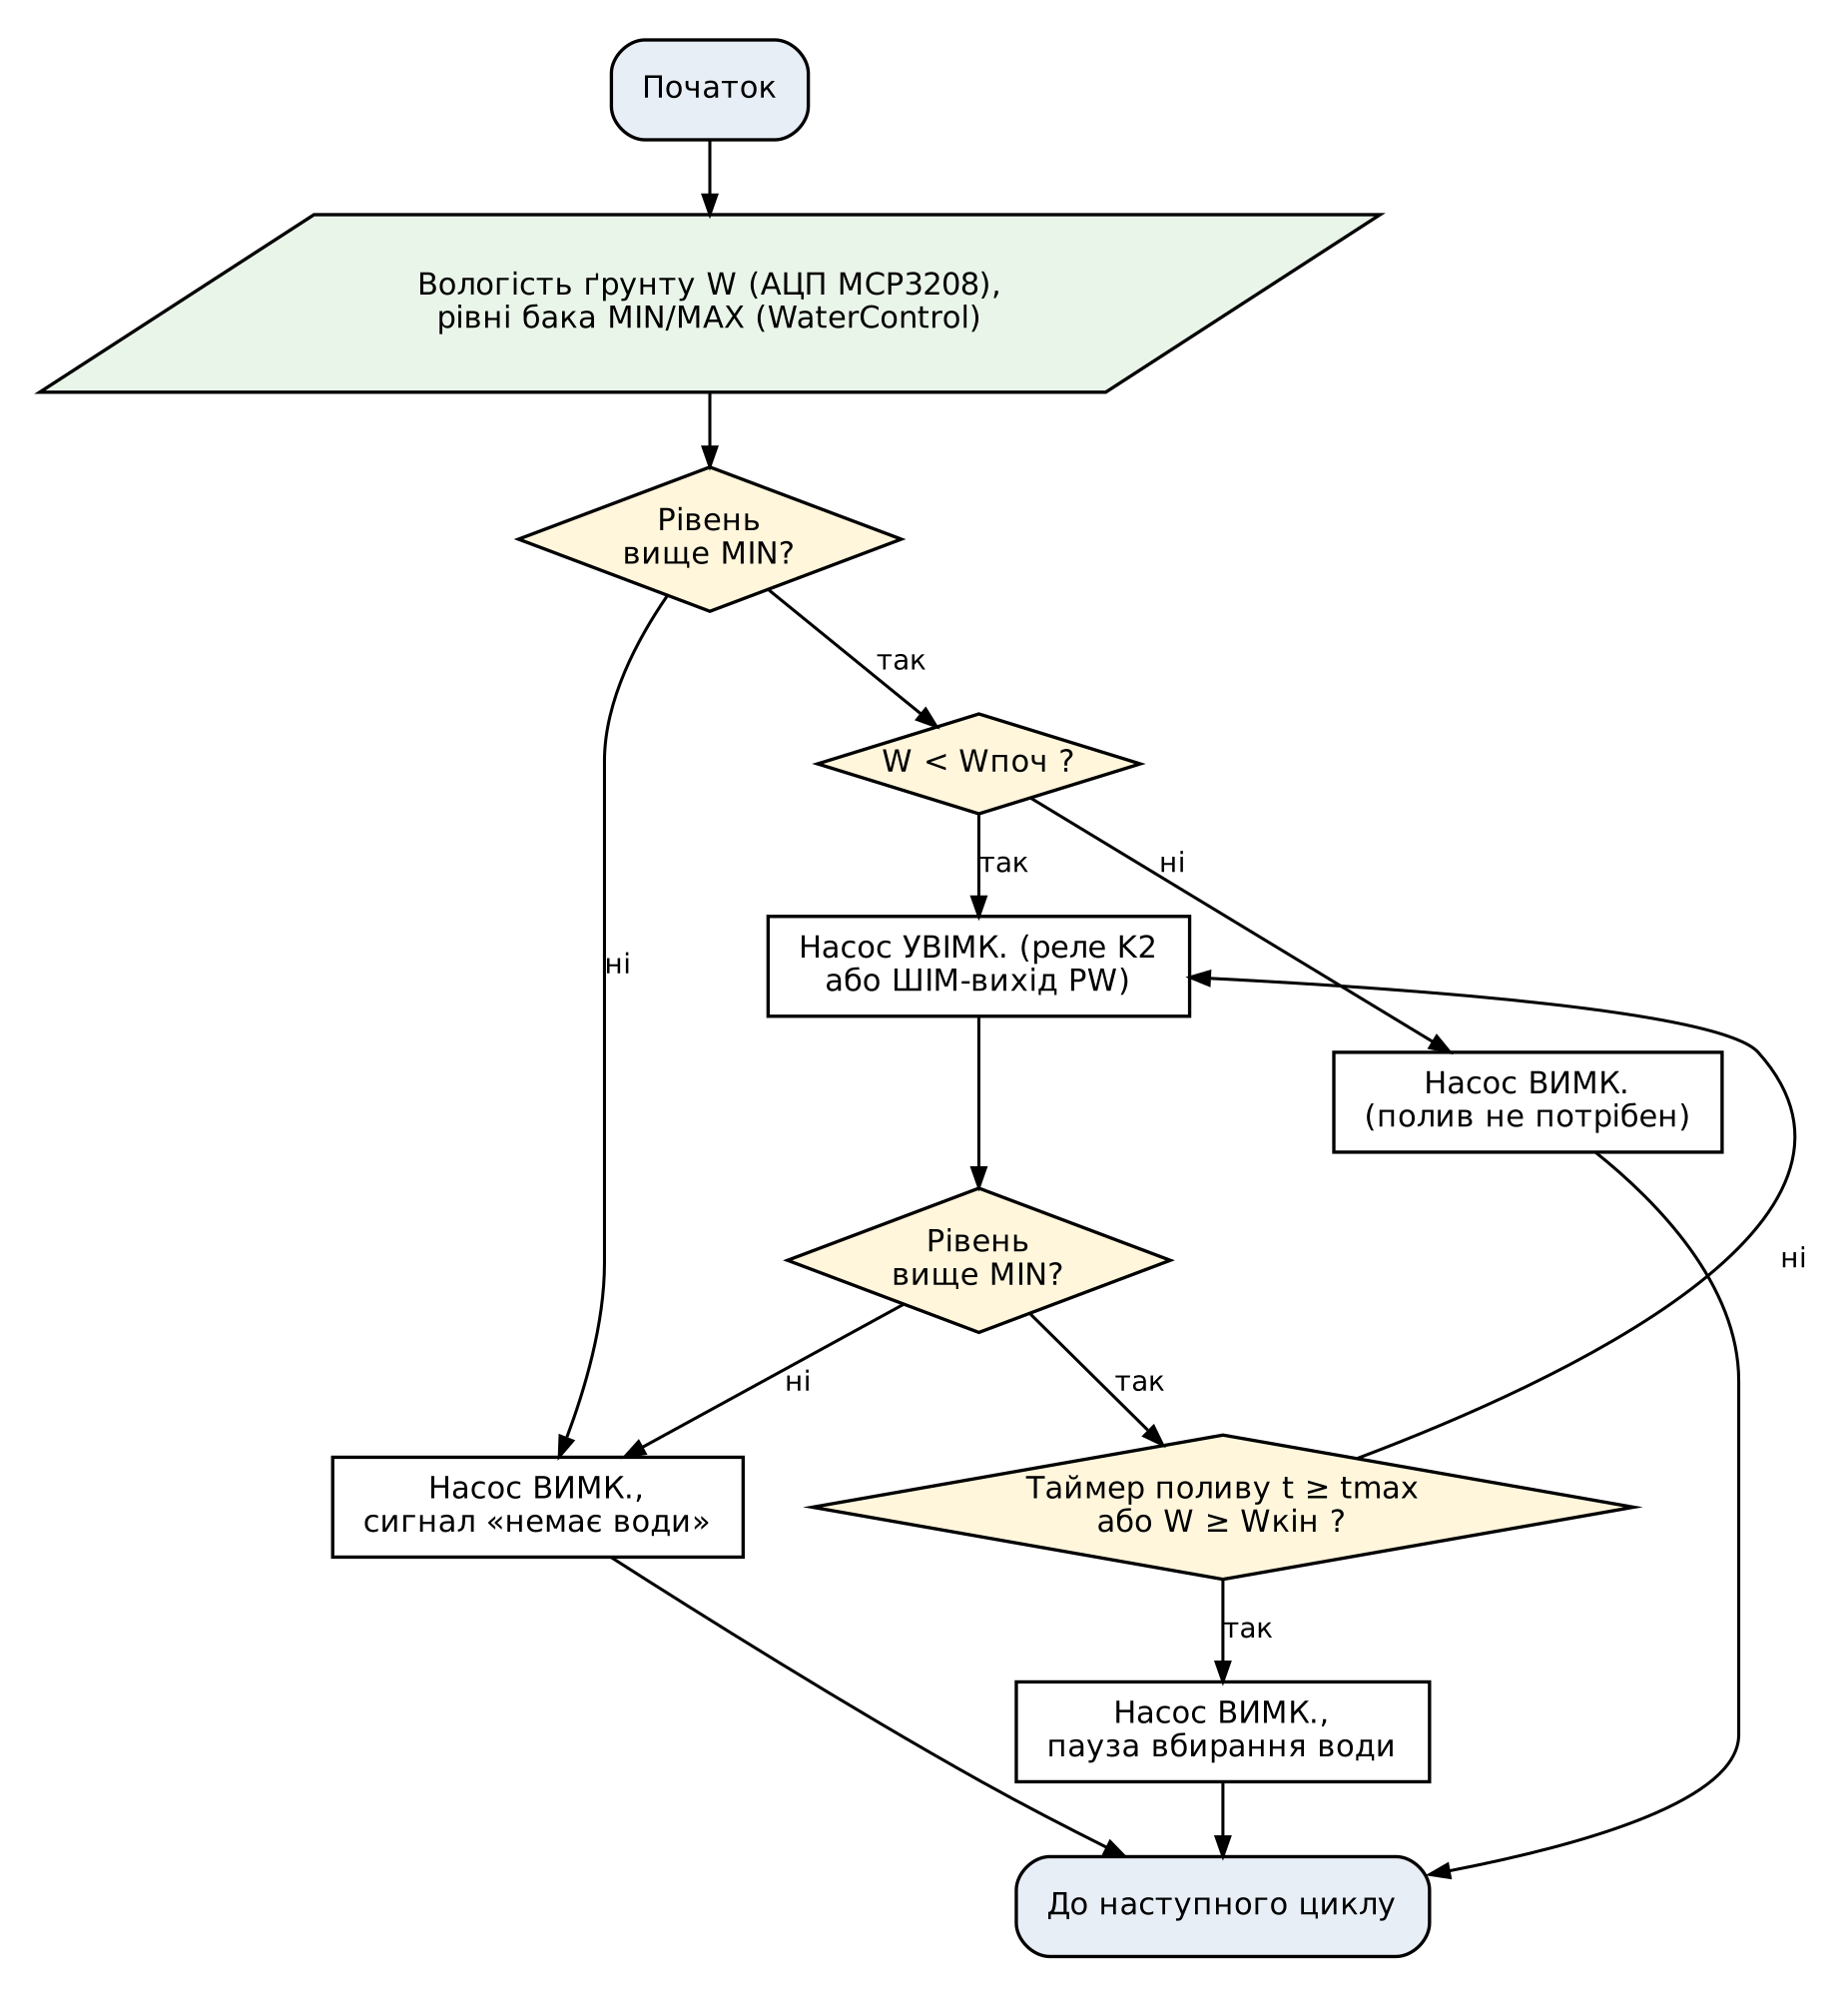 Початок
Вологість ґрунту W (АЦП MCP3208),
рівні бака MIN/MAX (WaterControl)
Рівень
вище MIN?
так
W < Wпоч ?
так
ні
Насос УВІМК. (реле K2
або ШІМ-вихід PW)
ні
Насос ВИМК.
(полив не потрібен)
Рівень
вище MIN?
ні
ні
так
Насос ВИМК.,
сигнал «немає води»
Таймер поливу t ≥ tmax
або W ≥ Wкін ?
так
Насос ВИМК.,
пауза вбирання води
До наступного циклу